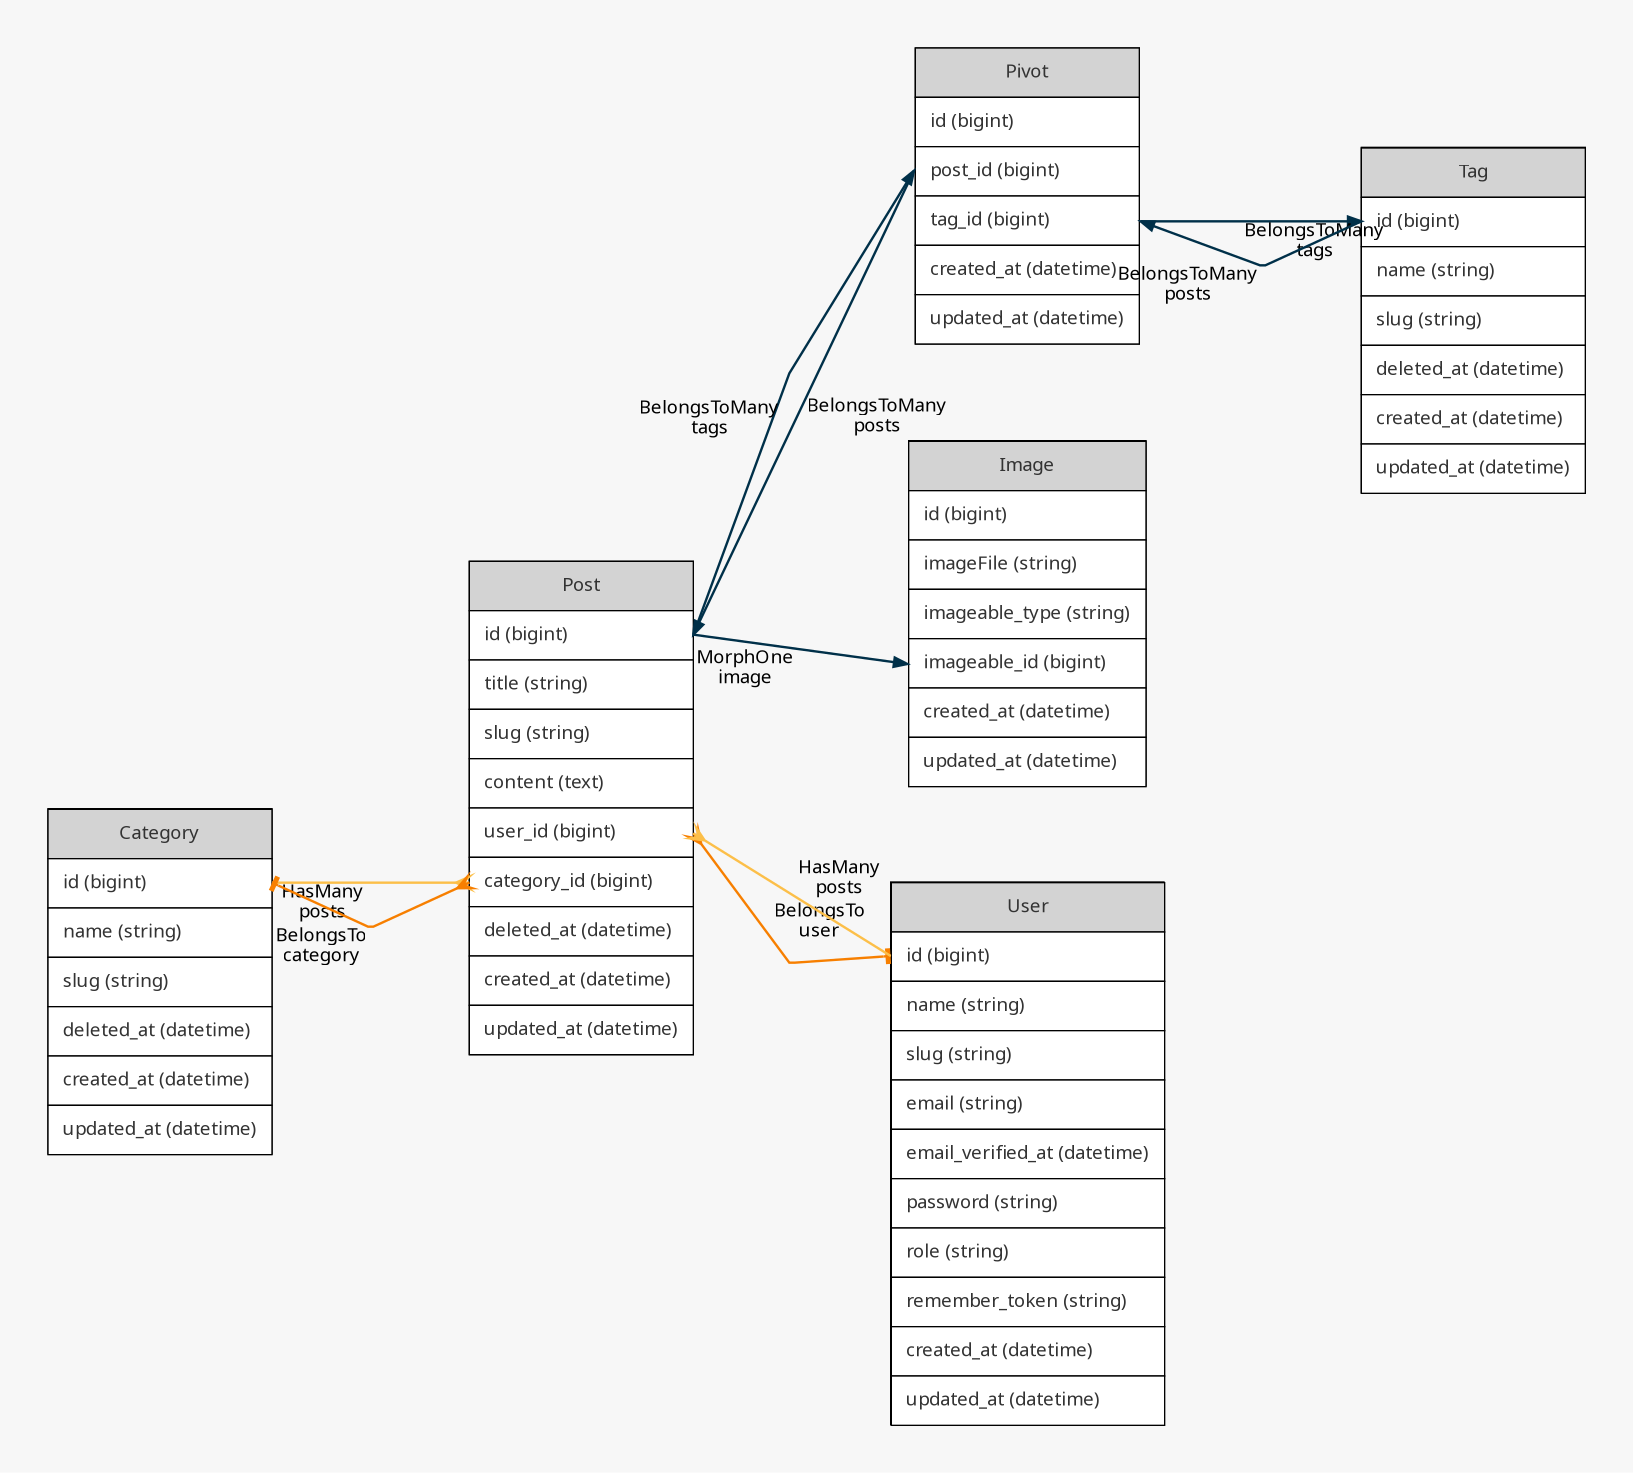 Pivot
id (bigint)
post_id (bigint)
tag_id (bigint)
created_at (datetime)
updated_at (datetime)
Tag
id (bigint)
name (string)
slug (string)
deleted_at (datetime)
created_at (datetime)
updated_at (datetime)
BelongsToMany
tags
BelongsToMany
posts
BelongsToMany
tags
BelongsToMany
posts
Image
id (bigint)
imageFile (string)
imageable_type (string)
imageable_id (bigint)
created_at (datetime)
updated_at (datetime)
Post
id (bigint)
title (string)
slug (string)
content (text)
user_id (bigint)
category_id (bigint)
deleted_at (datetime)
created_at (datetime)
updated_at (datetime)
MorphOne
image
Category
id (bigint)
name (string)
slug (string)
deleted_at (datetime)
created_at (datetime)
updated_at (datetime)
HasMany
posts
BelongsTo
category
HasMany
posts
BelongsTo
user
User
id (bigint)
name (string)
slug (string)
email (string)
email_verified_at (datetime)
password (string)
role (string)
remember_token (string)
created_at (datetime)
updated_at (datetime)